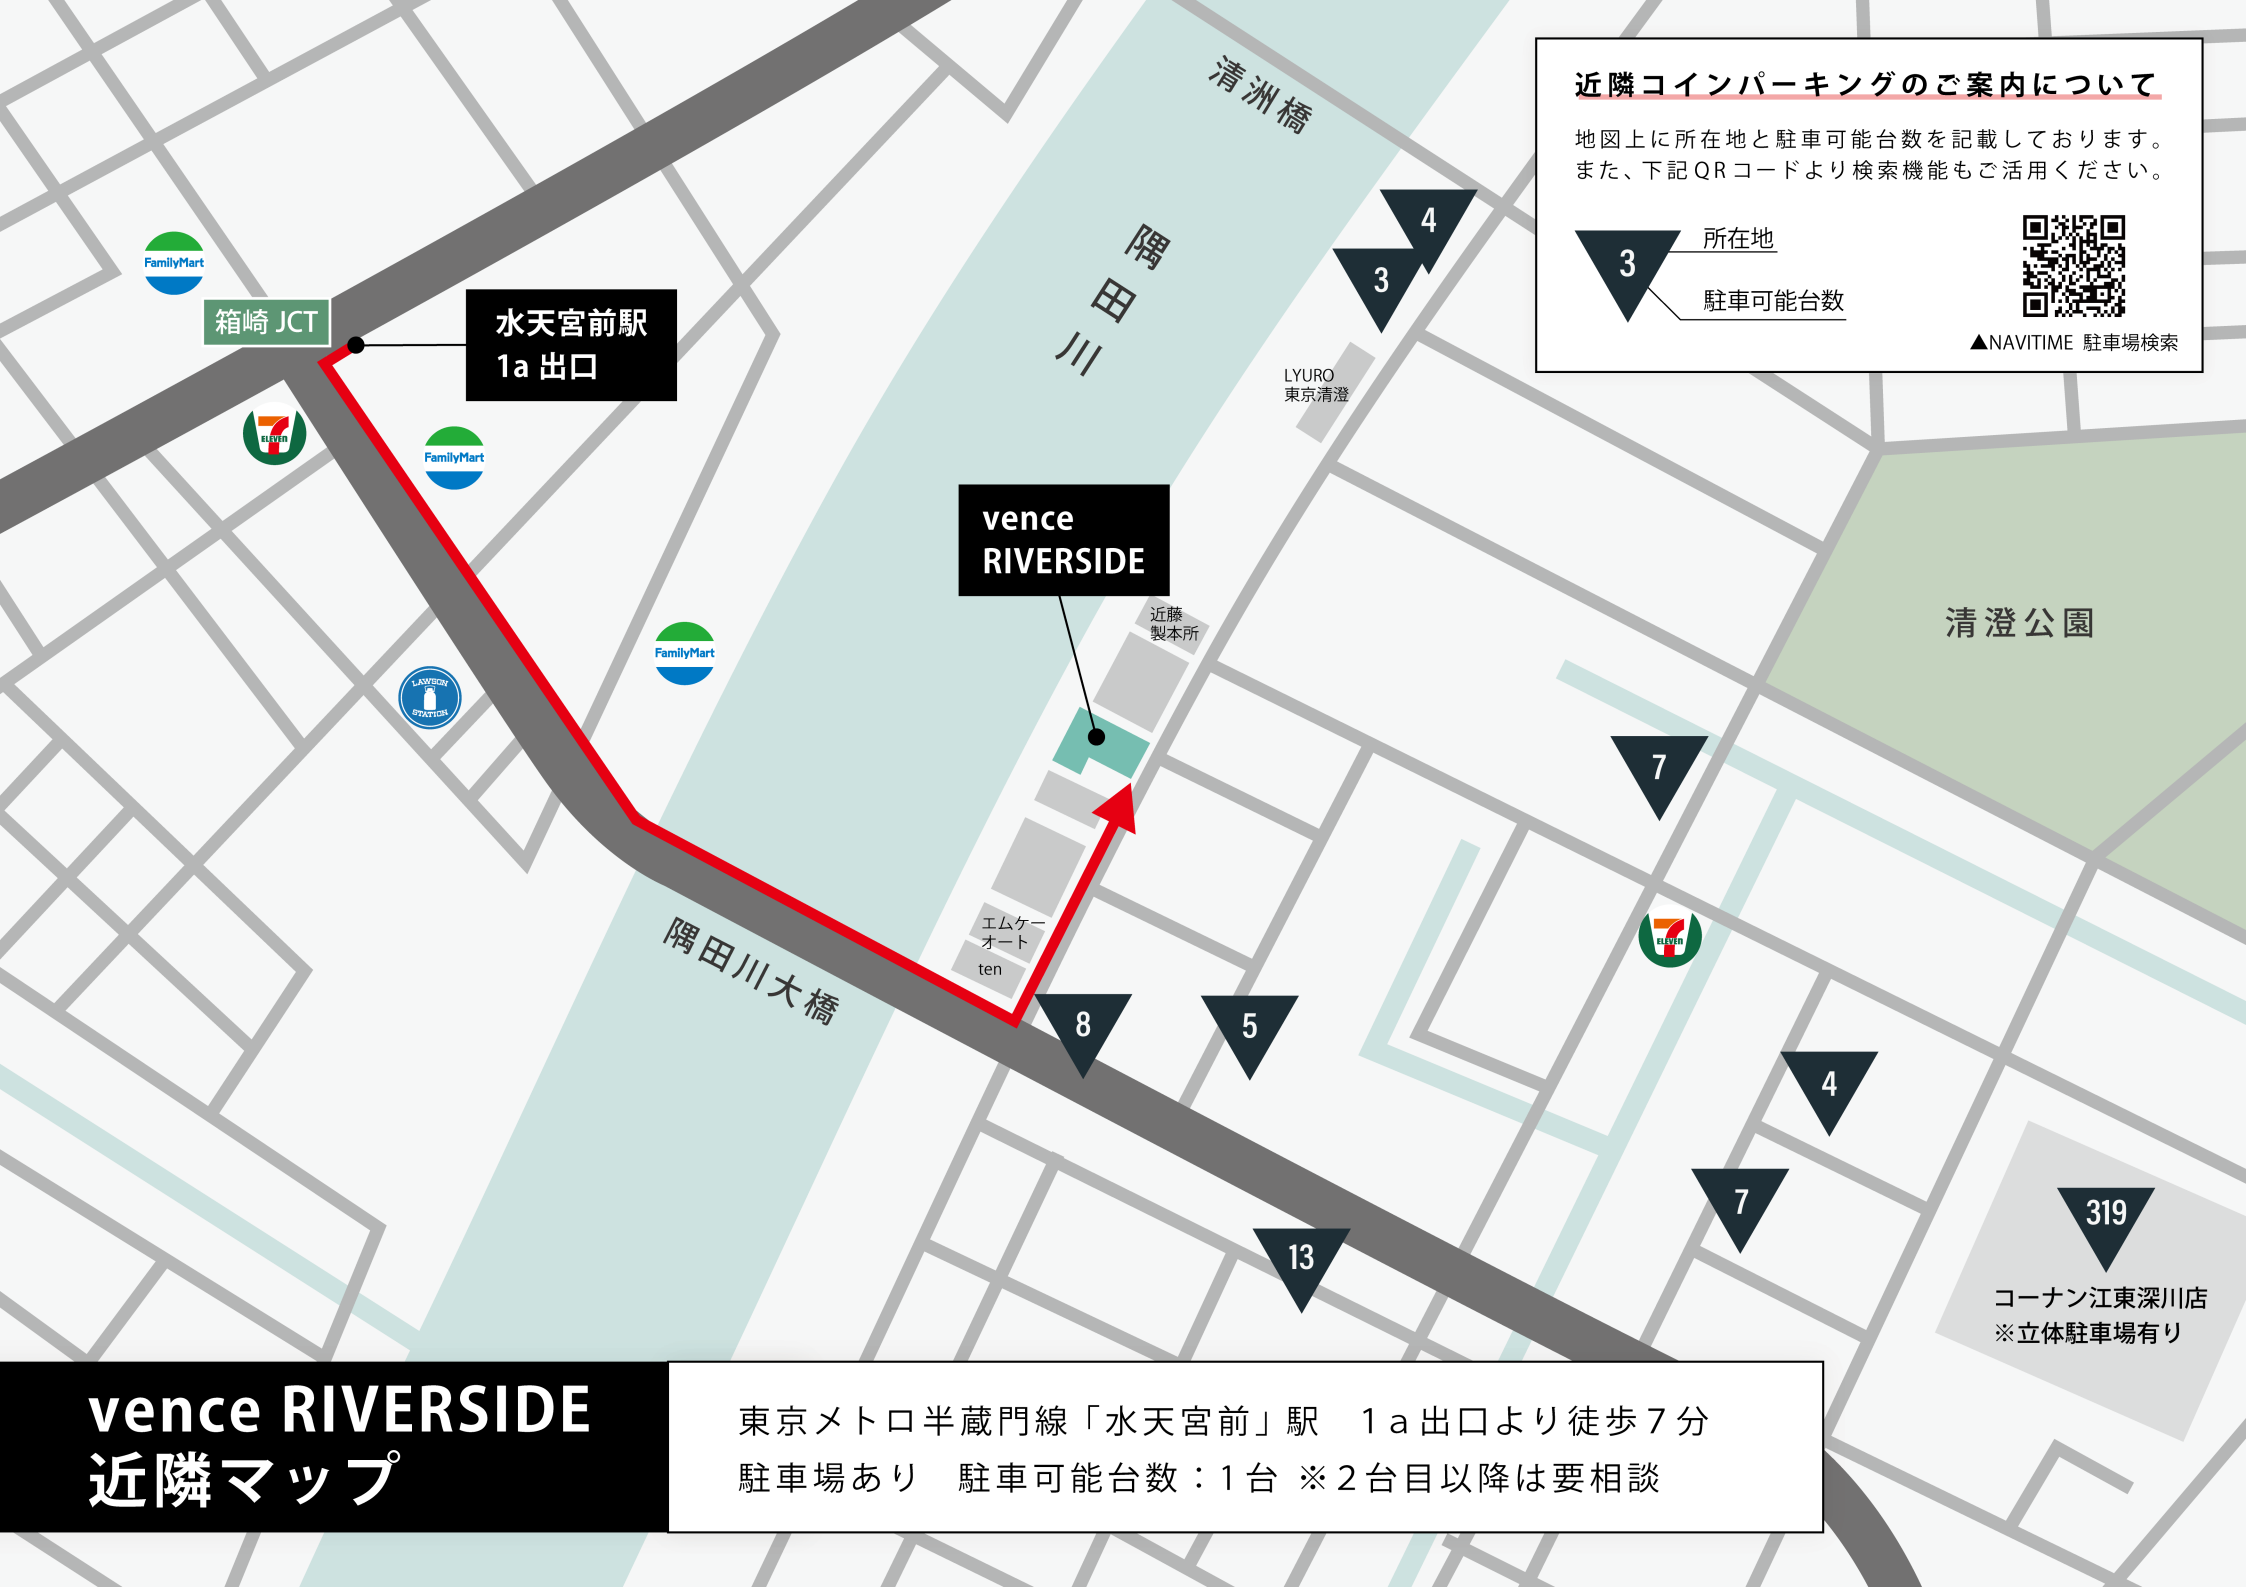 清洲橋
近隣コインパーキングのご案内について
地図上に所在地と駐車可能台数を記載しております。
また、下記QRコードより検索機能もご活用ください。
3
所在地
駐車可能台数
▲NAVITIME 駐車場検索
4
3
隅田川
FamilyMart
箱崎 JCT
水天宮前駅
1a 出口
LYURO
東京清澄
7
ELEVEN
FamilyMart
vence
RIVERSIDE
近藤
製本所
清澄公園
FamilyMart
LAWSON
STATION
7
エムケー
オート
ten
隅田川大橋
7
ELEVEN
8
5
4
7
13
319
コーナン江東深川店
※立体駐車場有り
vence RIVERSIDE
近隣マップ
東京メトロ半蔵門線「水天宮前」駅　1a出口より徒歩7分
駐車場あり　駐車可能台数：1台 ※2台目以降は要相談